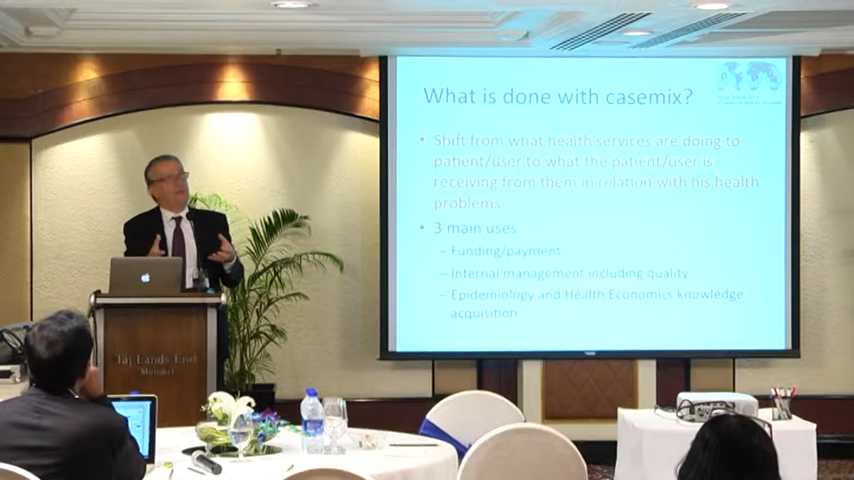 What is done with casemix?
• Shift from what health services are doing to
patient/user to what the patient/user is
receiving from them in relation with his health
problems
• 3 main uses
– Funding/payment
– Internal management including quality
– Epidemiology and Health Economics knowledge
acquisition
Taj Lands End
Mumbai